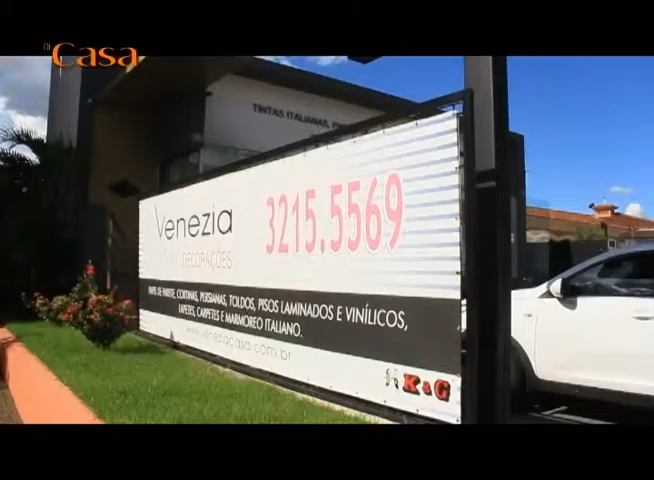 Casa
TINTAS ITALIANAS,
Venezia
DECORAÇÕES
3215.5569
PAPEL DE PAREDE, CORTINAS, PERSIANAS, TOLDOS, PISOS LAMINADOS E VINÍLICOS,
TAPETES, CARPETES E MARMOREO ITALIANO.
www.veneziacasa.com.br
K&G